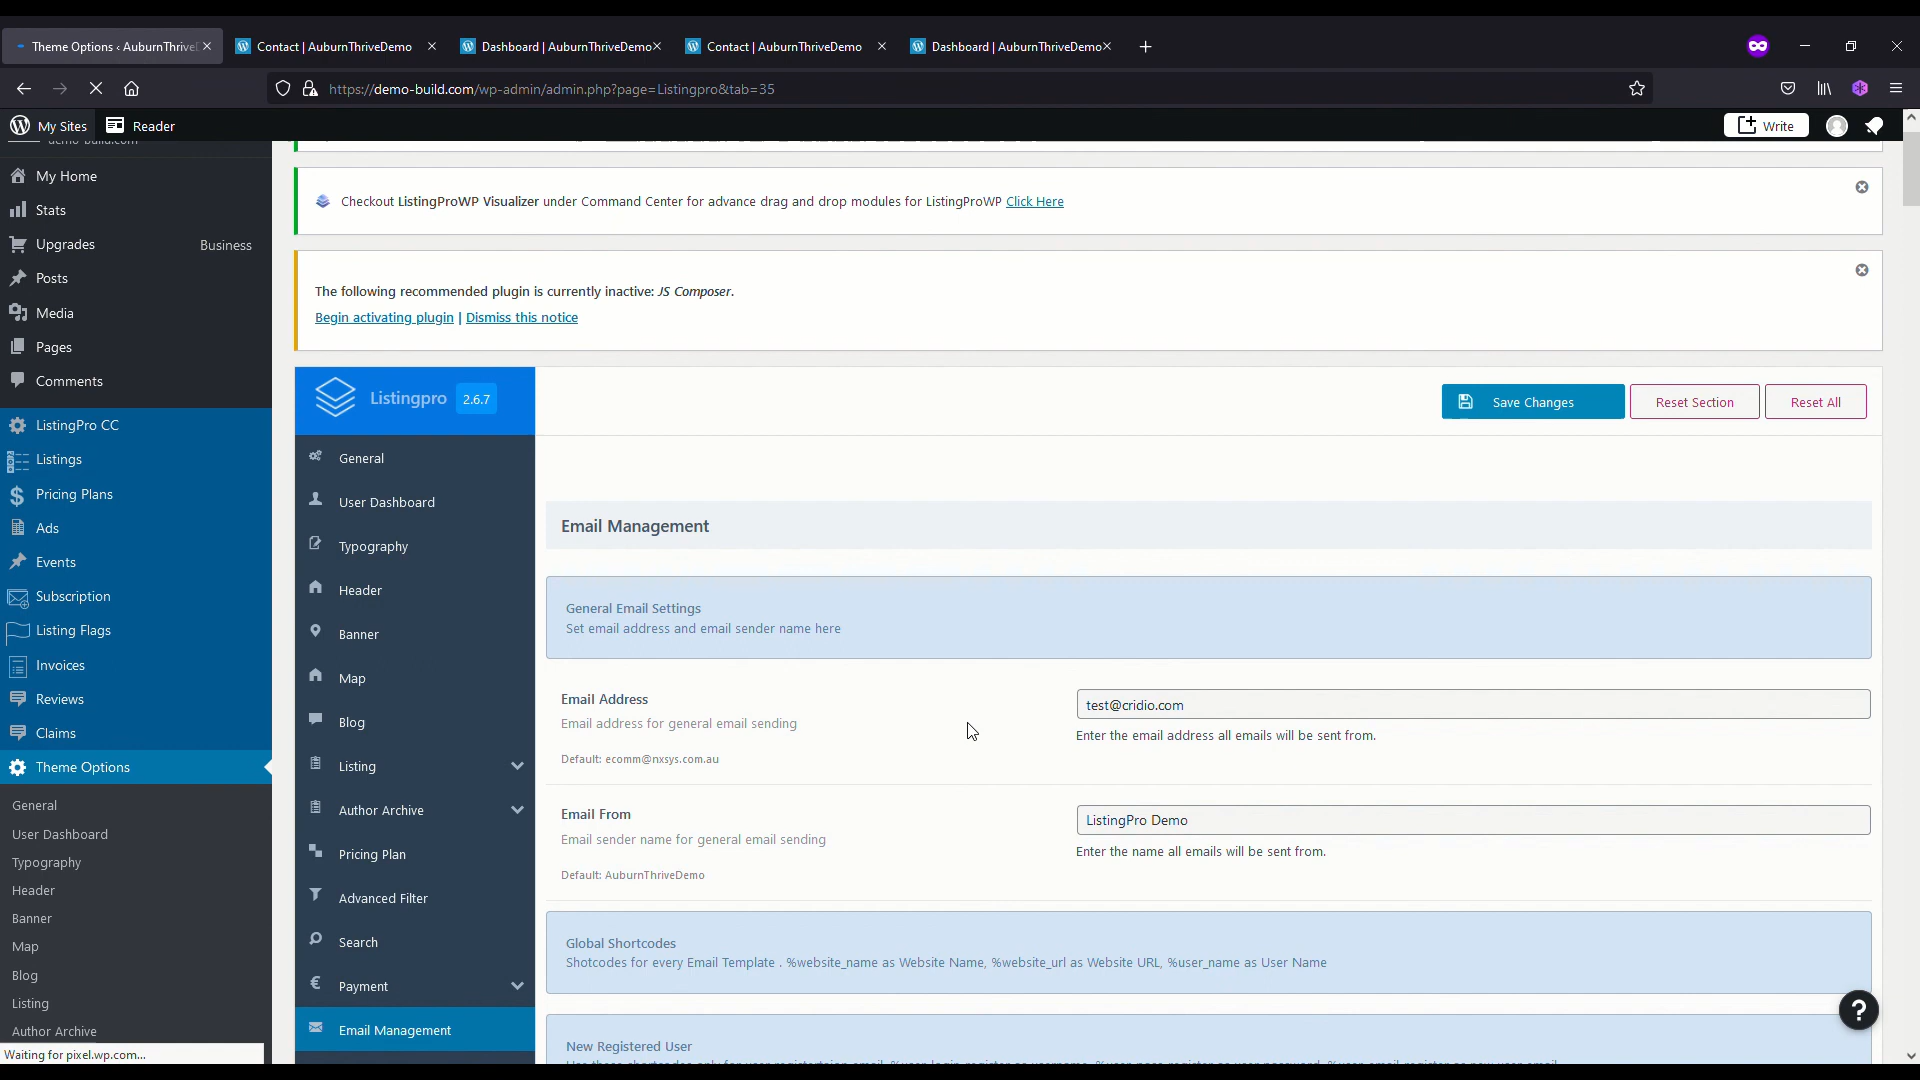 Theme Options ‹ AuburnThrive
Contact | AuburnThriveDemo
Dashboard | AuburnThriveDemo
Contact | AuburnThriveDemo
Dashboard | AuburnThriveDemo
https://demo-build.com/wp-admin/admin.php?page=Listingpro&tab=35
My Sites
Reader
Write
demo-build.com
My Home
Stats
Upgrades
Business
Posts
Media
Pages
Comments
ListingPro CC
Listings
Pricing Plans
Ads
Events
Subscription
Listing Flags
Invoices
Reviews
Claims
Theme Options
General
User Dashboard
Typography
Header
Banner
Map
Blog
Listing
Author Archive
Waiting for pixel.wp.com...
Checkout ListingProWP Visualizer under Command Center for advance drag and drop modules for ListingProWP Click Here
The following recommended plugin is currently inactive: JS Composer.
Begin activating plugin | Dismiss this notice
Listingpro
2.6.7
Save Changes
Reset Section
Reset All
General
User Dashboard
Typography
Header
Banner
Map
Blog
Listing
Author Archive
Pricing Plan
Advanced Filter
Search
Payment
Email Management
Email Management
General Email Settings
Set email address and email sender name here
Email Address
Email address for general email sending
Default: ecomm@nxsys.com.au
test@cridio.com
Enter the email address all emails will be sent from.
Email From
Email sender name for general email sending
Default: AuburnThriveDemo
ListingPro Demo
Enter the name all emails will be sent from.
Global Shortcodes
Shotcodes for every Email Template . %website_name as Website Name, %website_url as Website URL, %user_name as User Name
New Registered User
?